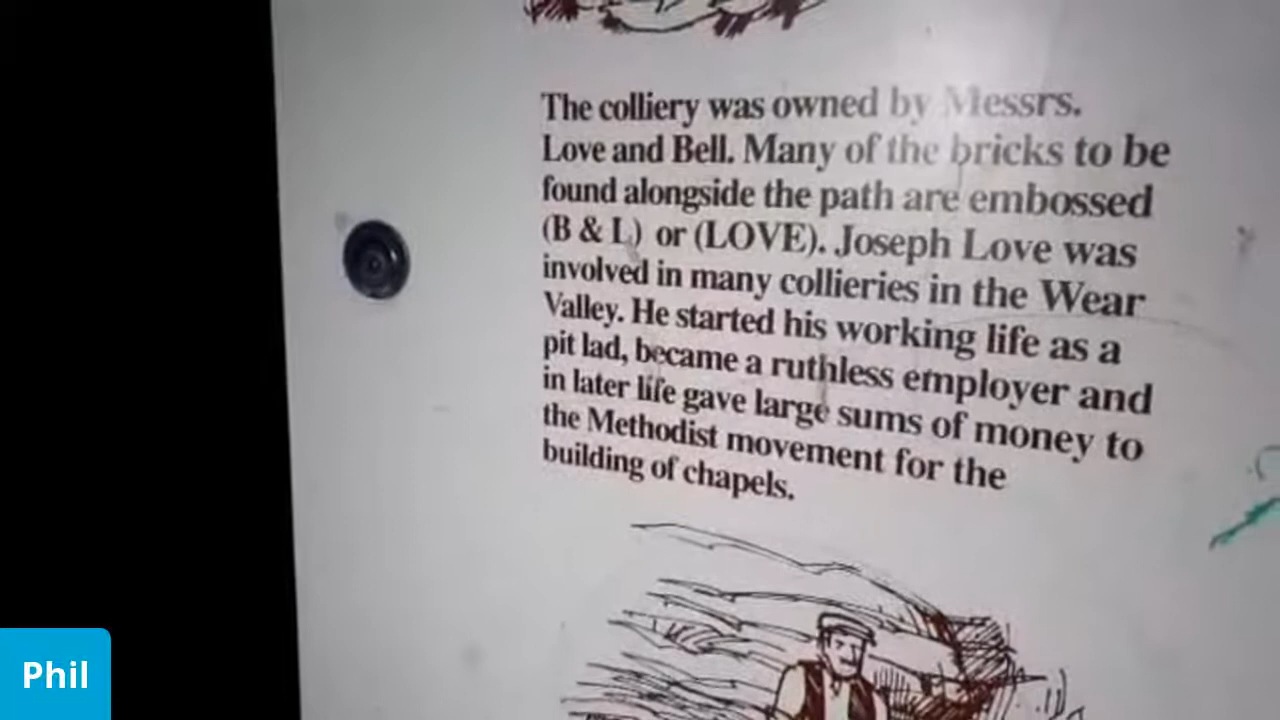 The colliery was owned by Messrs.
Love and Bell. Many of the bricks to be
found alongside the path are embossed
(B & L) or (LOVE). Joseph Love was
involved in many collieries in the Wear
Valley. He started his working life as a
pit lad, became a ruthless employer and
in later life gave large sums of money to
the Methodist movement for the
building of chapels.
Phil